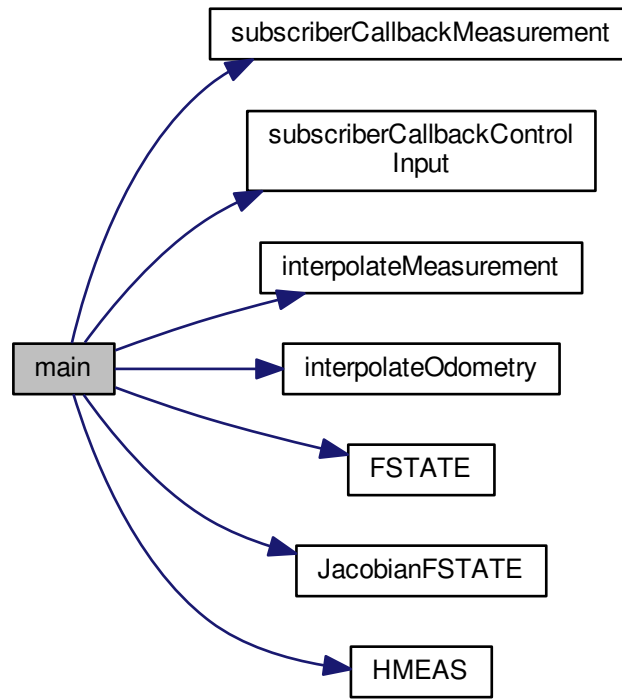 subscriberCallbackMeasurement
subscriberCallbackControl
Input
interpolateMeasurement
main
interpolateOdometry
FSTATE
JacobianFSTATE
HMEAS